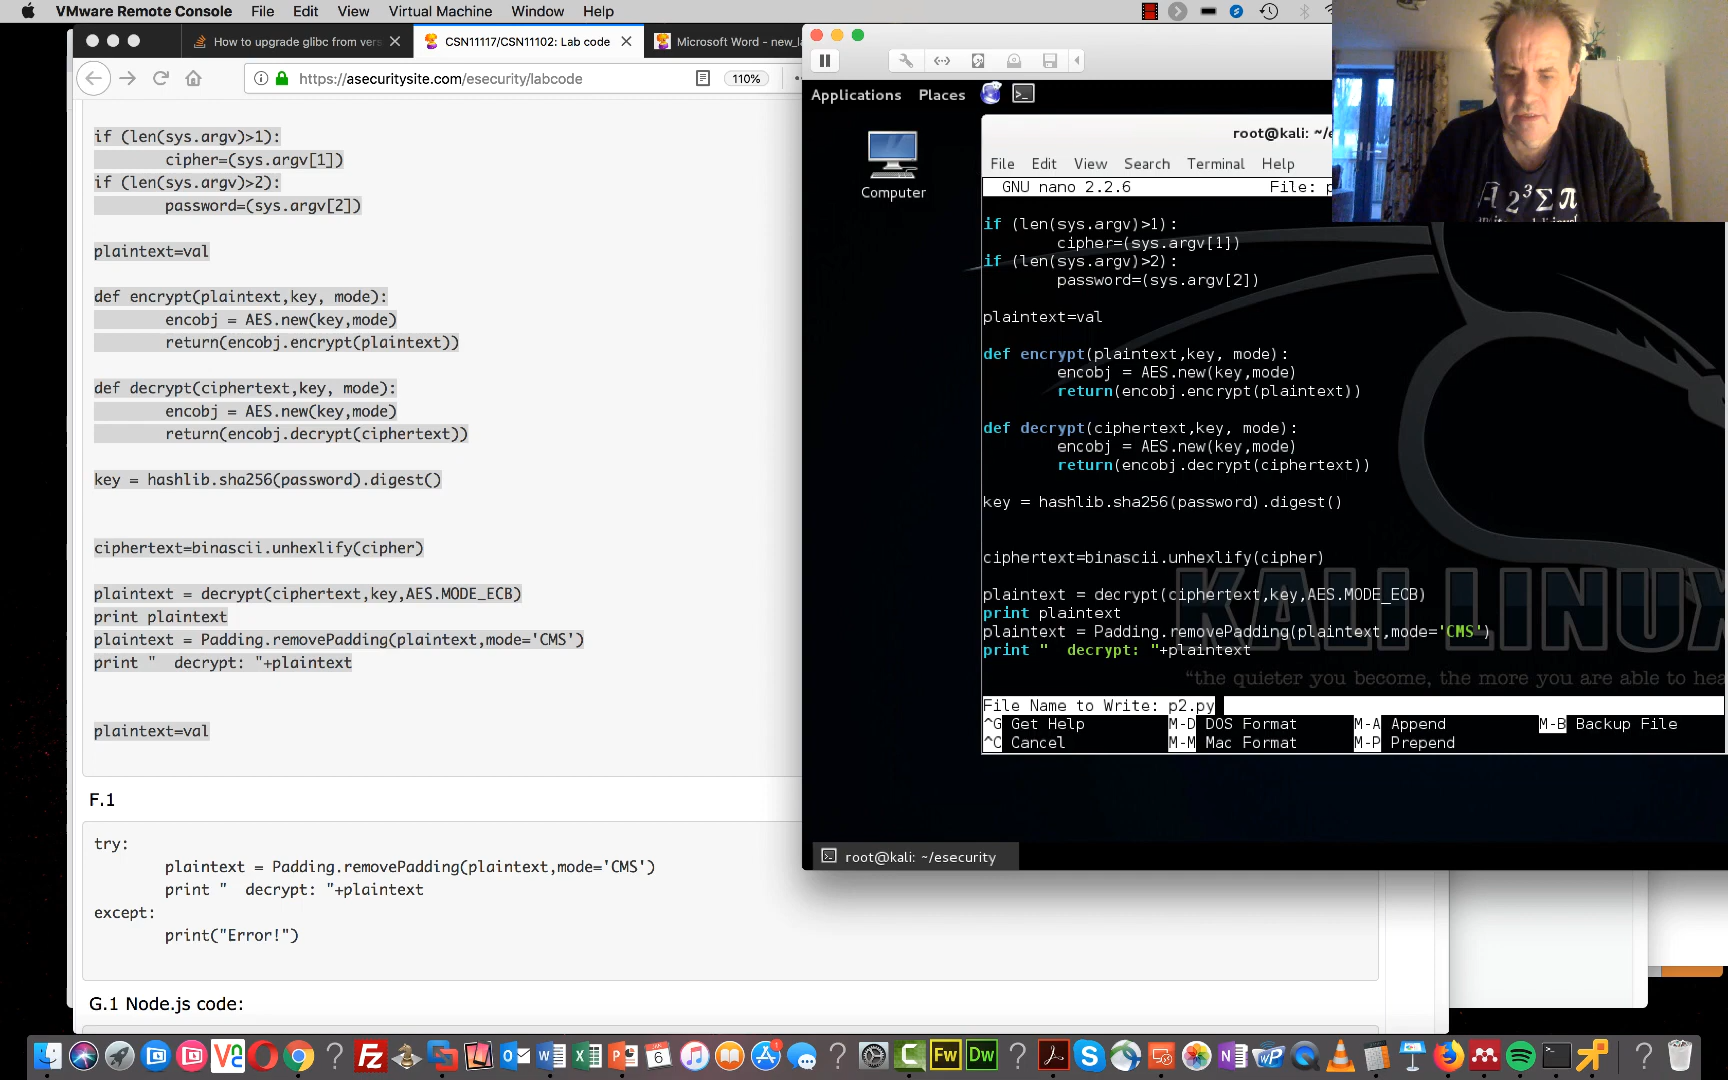 VMware Remote Console File Edit View Virtual Machine Window Help
How to upgrade glibc from vers
CSN11117/CSN11102: Lab code
Microsoft Word - new_la
https://asecuritysite.com/esecurity/labcode
110%
if (len(sys.argv)>1):
cipher=(sys.argv[1])
if (len(sys.argv)>2):
password=(sys.argv[2])
plaintext=val
def encrypt(plaintext,key, mode):
encobj = AES.new(key,mode)
return(encobj.encrypt(plaintext))
def decrypt(ciphertext,key, mode):
encobj = AES.new(key,mode)
return(encobj.decrypt(ciphertext))
key = hashlib.sha256(password).digest()
ciphertext=binascii.unhexlify(cipher)
plaintext = decrypt(ciphertext,key,AES.MODE_ECB)
print plaintext
plaintext = Padding.removePadding(plaintext,mode='CMS')
print "  decrypt: "+plaintext
plaintext=val
F.1
try:
plaintext = Padding.removePadding(plaintext,mode='CMS')
print "  decrypt: "+plaintext
except:
print("Error!")
G.1 Node.js code:
Applications Places
Computer
root@kali: ~/e
File Edit View Search Terminal Help
GNU nano 2.2.6 File: p
if (len(sys.argv)>1):
cipher=(sys.argv[1])
if (len(sys.argv)>2):
password=(sys.argv[2])
plaintext=val
def encrypt(plaintext,key, mode):
encobj = AES.new(key,mode)
return(encobj.encrypt(plaintext))
def decrypt(ciphertext,key, mode):
encobj = AES.new(key,mode)
return(encobj.decrypt(ciphertext))
key = hashlib.sha256(password).digest()
ciphertext=binascii.unhexlify(cipher)
plaintext = decrypt(ciphertext,key,AES.MODE_ECB)
print plaintext
plaintext = Padding.removePadding(plaintext,mode='CMS')
print "  decrypt: "+plaintext
KALI LINUX
"the quieter you become, the more you are able to hea
File Name to Write: p2.py
^G Get Help M-D DOS Format M-A Append M-B Backup File
^C Cancel M-M Mac Format M-P Prepend
root@kali: ~/esecurity
√-1 2³ Σ π